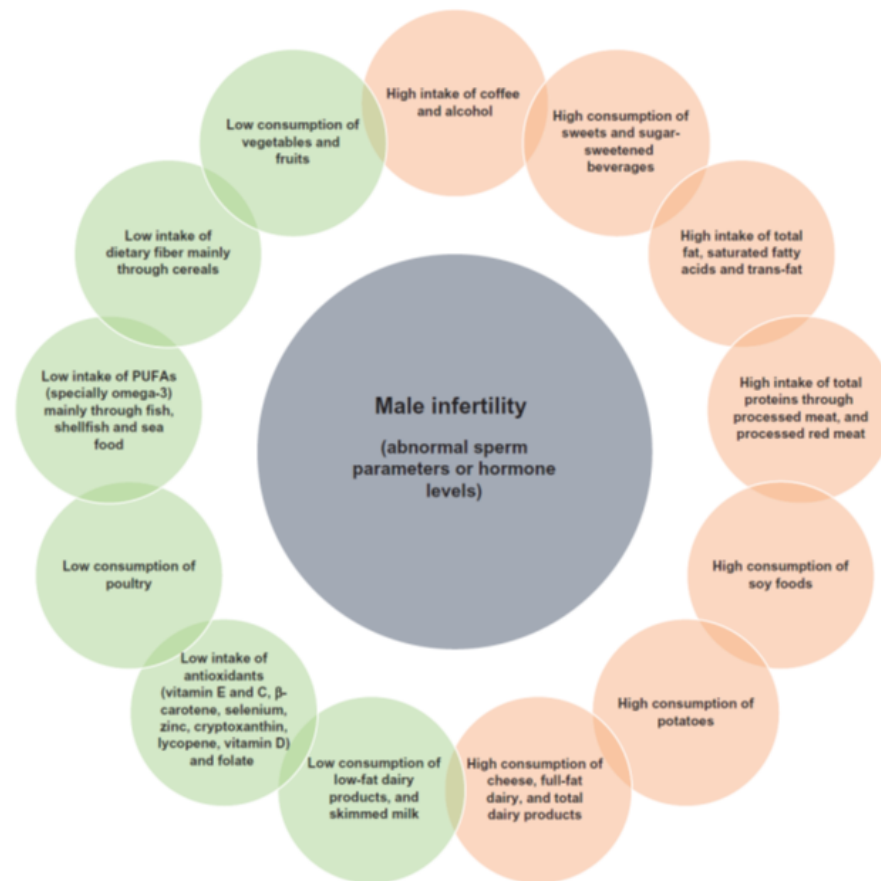 High intake of coffee
and alcohol
High consumption of
sweets and sugar-
sweetened
beverages
High intake of total
fat, saturated fatty
acids and trans-fat
High intake of total
proteins through
processed meat, and
processed red meat
High consumption of
soy foods
High consumption of
potatoes
High consumption of
cheese, full-fat
dairy, and total
dairy products
Low consumption of
low-fat dairy
products, and
skimmed milk
Low intake of
antioxidants
(vitamin E and C, β-
carotene, selenium,
zinc, cryptoxanthin,
lycopene, vitamin D)
and folate
Low consumption of
poultry
Low intake of PUFAs
(specially omega-3)
mainly through fish,
shellfish and sea
food
Low intake of
dietary fiber mainly
through cereals
Low consumption of
vegetables and
fruits
Male infertility
(abnormal sperm
parameters or hormone
levels)